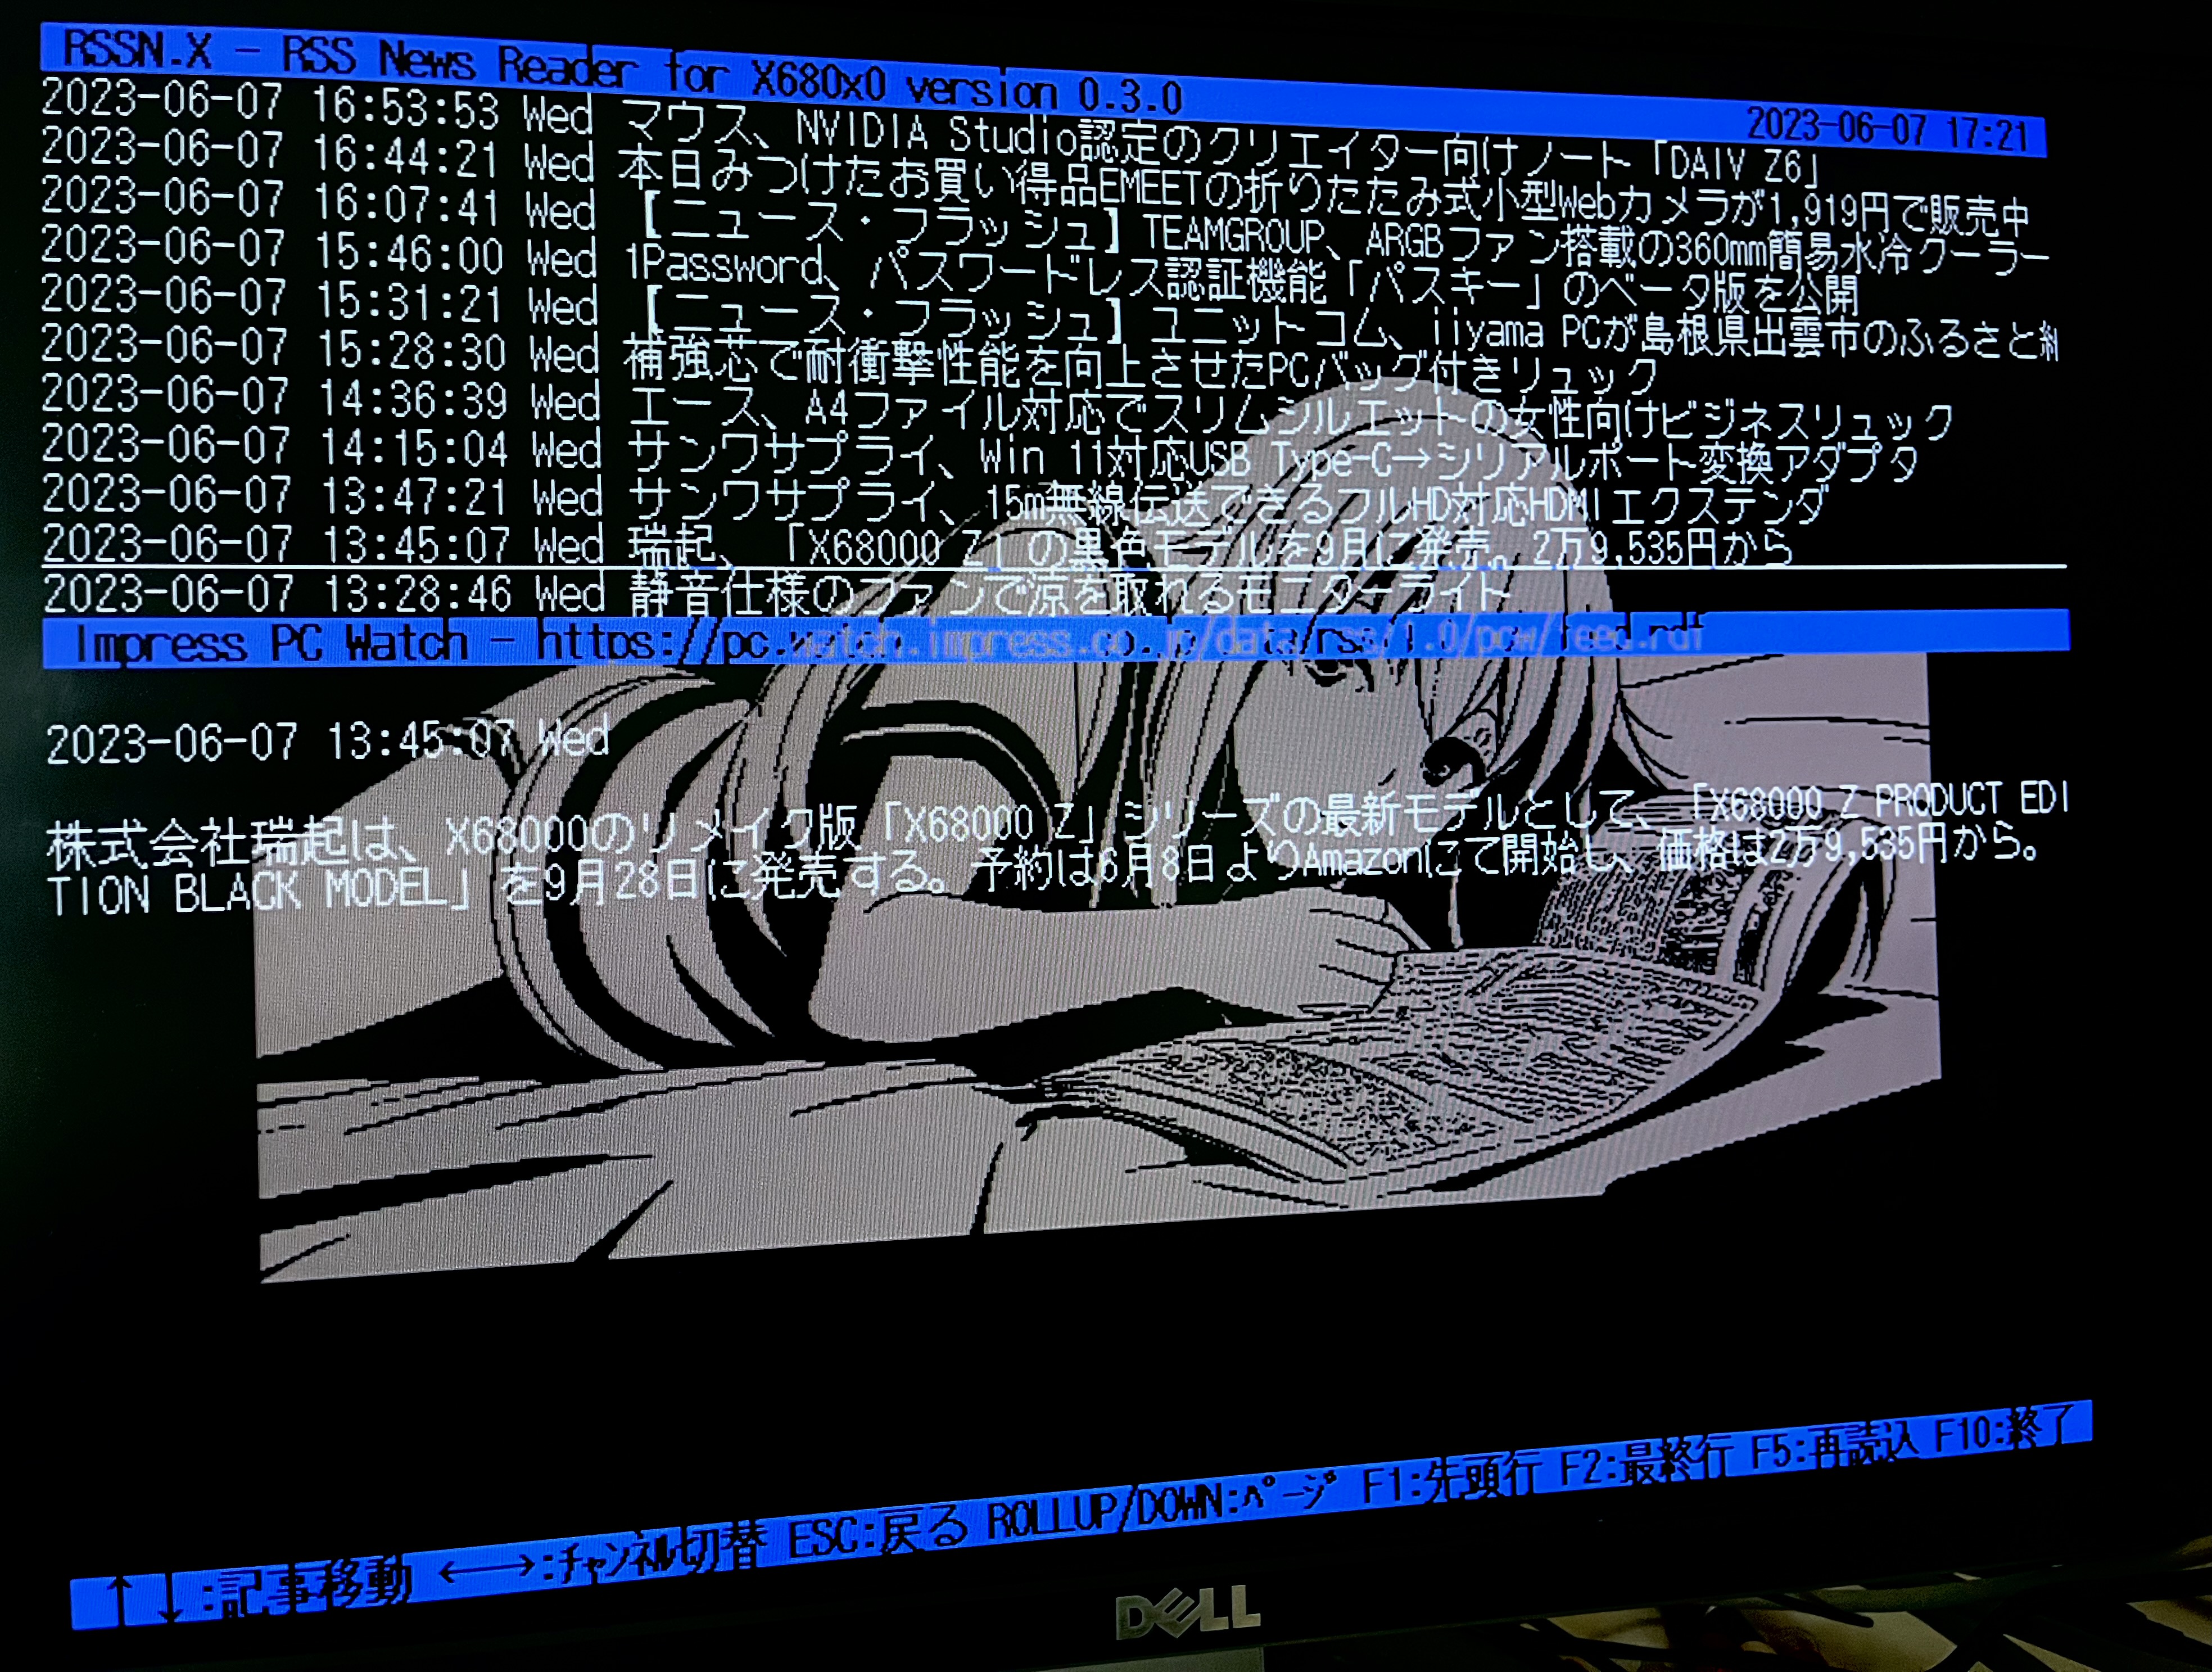 RSSN.X - RSS News Reader for X680x0 version 0.3.0 2023-06-07 17:21
2023-06-07 16:53:53 Wed マウス、NVIDIA Studio認定のクリエイター向けノート「DAIV Z6」
2023-06-07 16:44:21 Wed 本日みつけたお買い得品EMEETの折りたたみ式小型Webカメラが1,919円で販売中
2023-06-07 16:07:41 Wed 【ニュース・フラッシュ】TEAMGROUP、ARGBファン搭載の360mm簡易水冷クーラー
2023-06-07 15:46:00 Wed 1Password、パスワードレス認証機能「パスキー」のベータ版を公開
2023-06-07 15:31:21 Wed 【ニュース・フラッシュ】ユニットコム、iiyama PCが島根県出雲市のふるさと
2023-06-07 15:28:30 Wed 補強芯で耐衝撃性能を向上させたPCバッグ付きリュック
2023-06-07 14:36:39 Wed エース、A4ファイル対応でスリムシルエットの女性向けビジネスリュック
2023-06-07 14:15:04 Wed サンワサプライ、Win 11対応USB Type-C→シリアルポート変換アダプタ
2023-06-07 13:47:21 Wed サンワサプライ、15m無線伝送できるフルHD対応HDMIエクステンダ
2023-06-07 13:45:07 Wed 瑞起、「X68000 Z」の黒色モデルを9月に発売。2万9,535円から
2023-06-07 13:28:46 Wed 静音仕様のファンで涼を取れるモニターライト
Impress PC Watch - https://pc.watch.impress.co.jp/data/rss/1.0/pcw/feed.rdf
2023-06-07 13:45:07 Wed
株式会社瑞起は、X68000のリメイク版「X68000 Z」シリーズの最新モデルとして、「X68000 Z PRODUCT EDI
TION BLACK MODEL」を9月28日に発売する。予約は6月8日よりAmazonにて開始し、価格は2万9,535円から。
↑↓:記事移動 ←→:ﾁｬﾝﾈﾙ切替 ESC:戻る ROLLUP/DOWN:ﾍﾟｰｼﾞ F1:先頭行 F2:最終行 F5:再読込 F10:終了
DELL